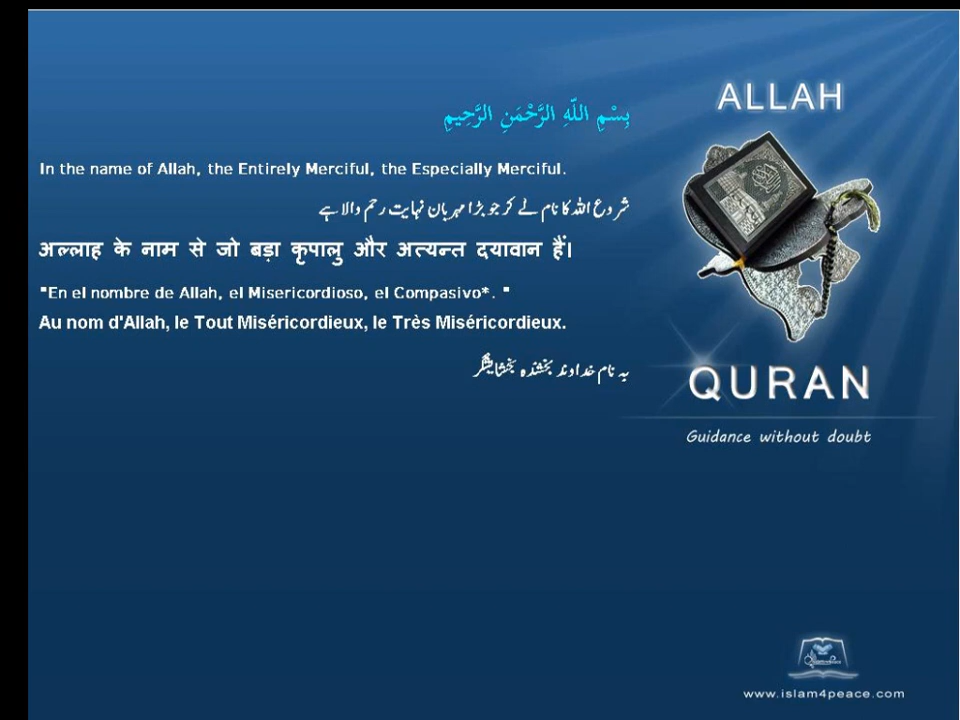 بِسْمِ اللَّهِ الرَّحْمَنِ الرَّحِيمِ
In the name of Allah, the Entirely Merciful, the Especially Merciful.
شروع الله کا نام لے کر جو بڑا مہربان نہایت رحم والا ہے
अल्लाह के नाम से जो बड़ा कृपालु और अत्यन्त दयावान हैं।
"En el nombre de Allah, el Misericordioso, el Compasivo*. "
Au nom d'Allah, le Tout Miséricordieux, le Très Miséricordieux.
به نام خداوند بخشنده بخشایشگر
ALLAH
QURAN
Guidance without doubt
www.islam4peace.com